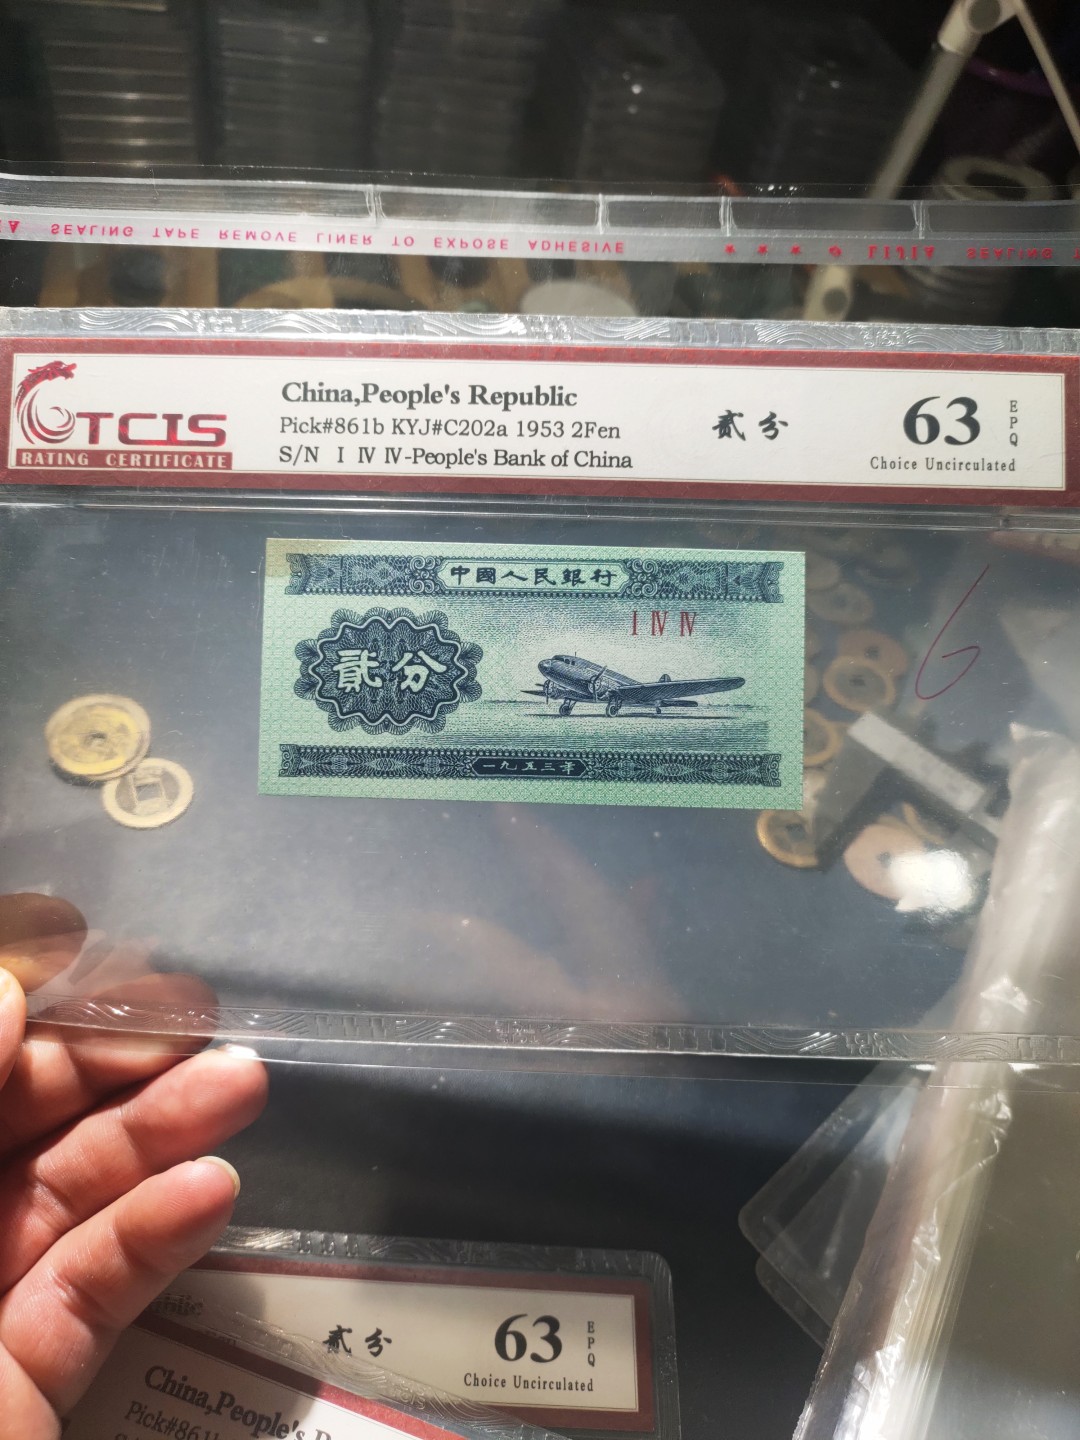 SEALING TAPE REMOVE LINER TO EXPOSE ADHESIVE
LIJIA SEALING
TCIS
RATING CERTIFICATE
China,People's Republic
Pick#861b KYJ#C202a 1953 2Fen
S/N I IV IV-People's Bank of China
贰分
63
EPQ
Choice Uncirculated
中國人民銀行
I IV IV
貳分
一九五三年
6
贰分
63
EPQ
Choice Uncirculated
China,People's